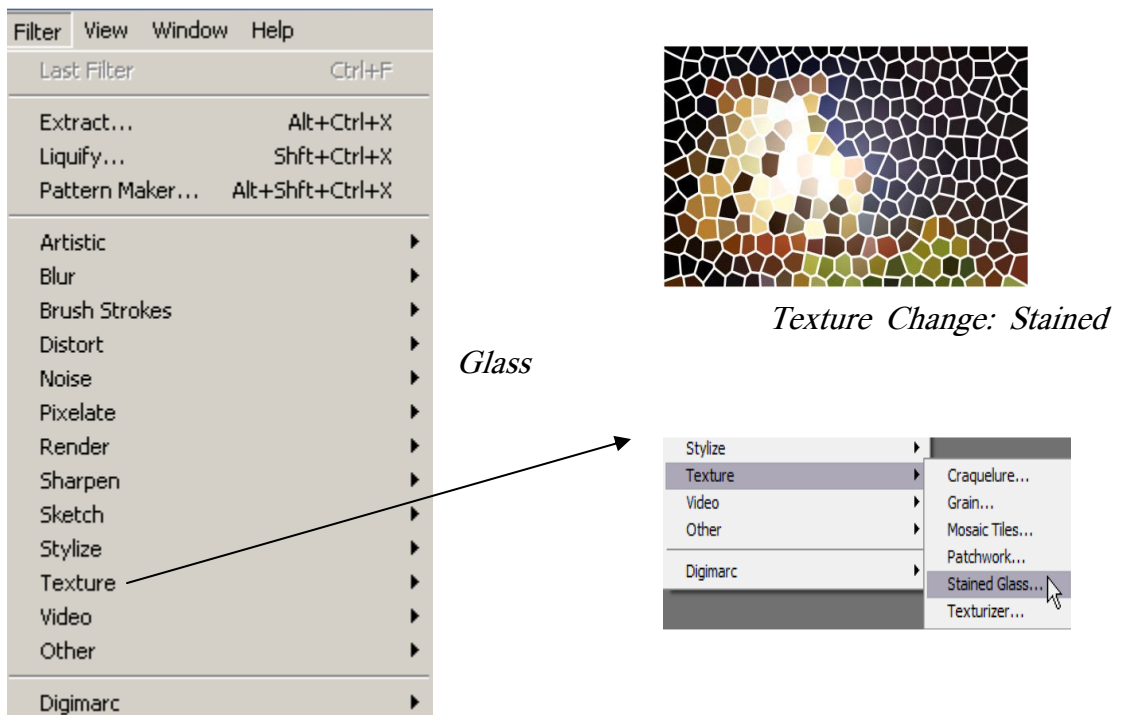 Filter View Window Help
Last Filter Ctrl+F
Extract... Alt+Ctrl+X
Liquify... Shft+Ctrl+X
Pattern Maker... Alt+Shft+Ctrl+X
Artistic
Blur
Brush Strokes
Distort
Noise
Pixelate
Render
Sharpen
Sketch
Stylize
Texture
Video
Other
Digimarc
Texture Change: Stained
Glass
Stylize
Texture
Video
Other
Digimarc
Craquelure...
Grain...
Mosaic Tiles...
Patchwork...
Stained Glass...
Texturizer...